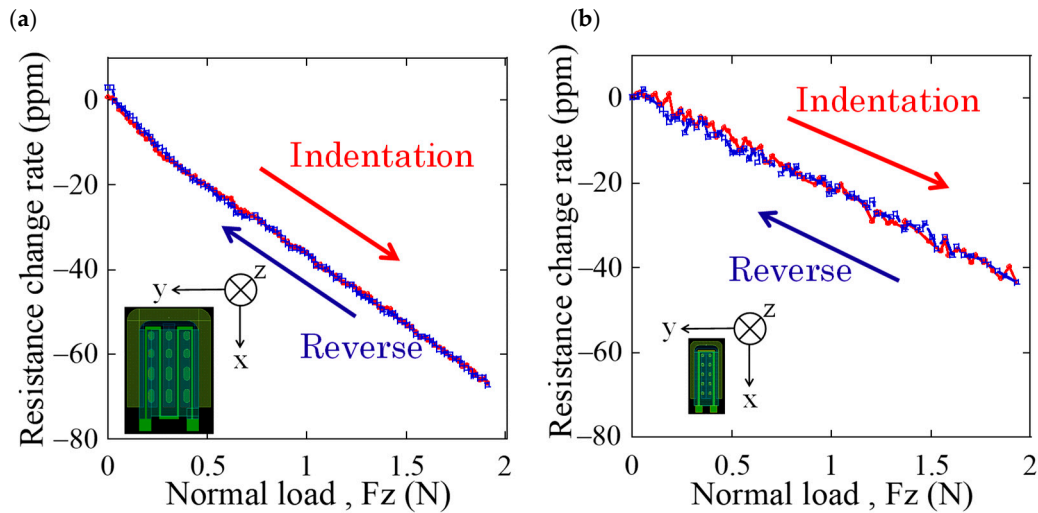 (a)
(b)
Resistance change rate (ppm)
0
–20
–40
–60
–80
0
0.5
1
1.5
2
Normal load , Fz (N)
Indentation
Reverse
z
y
x
Resistance change rate (ppm)
0
–20
–40
–60
–80
0
0.5
1
1.5
2
Normal load , Fz (N)
Indentation
Reverse
z
y
x